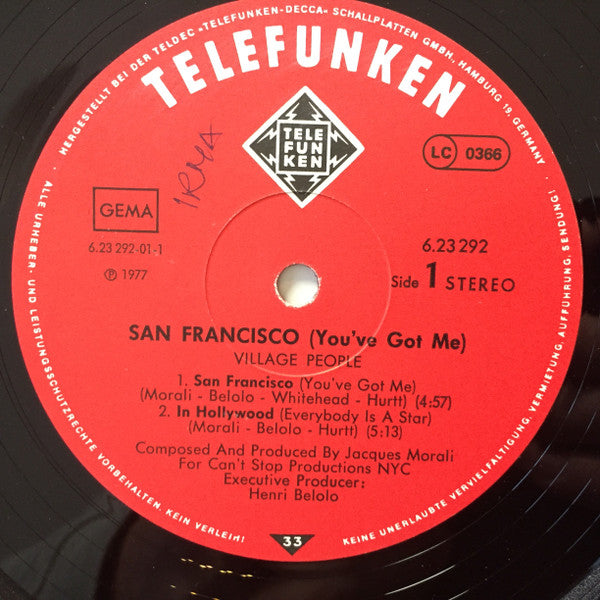 HERGESTELLT BEI DER TELDEC »TELEFUNKEN-DECCA« SCHALLPLATTEN GMBH, HAMBURG 19, GERMANY ·
TELEFUNKEN
TELE
FUN
KEN
IRMA
LC 0366
GEMA
6.23 292-01-1
℗ 1977
6.23 292
Side 1 STEREO
SAN FRANCISCO (You've Got Me)
VILLAGE PEOPLE
1. San Francisco (You've Got Me)
(Morali - Belolo - Whitehead - Hurtt) (4:57)
2. In Hollywood (Everybody Is A Star)
(Morali - Belolo - Hurtt) (5:13)
Composed And Produced By Jacques Morali
For Can't Stop Productions NYC
Executive Producer:
Henri Belolo
33
ALLE URHEBER- UND LEISTUNGSSCHUTZRECHTE VORBEHALTEN. KEIN VERLEIH!
KEINE UNERLAUBTE VERVIELFÄLTIGUNG, VERMIETUNG, AUFFÜHRUNG, SENDUNG!